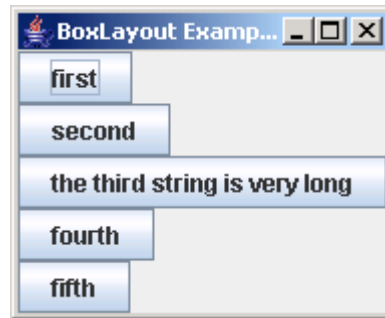 BoxLayout Examp...
first
second
the third string is very long
fourth
fifth